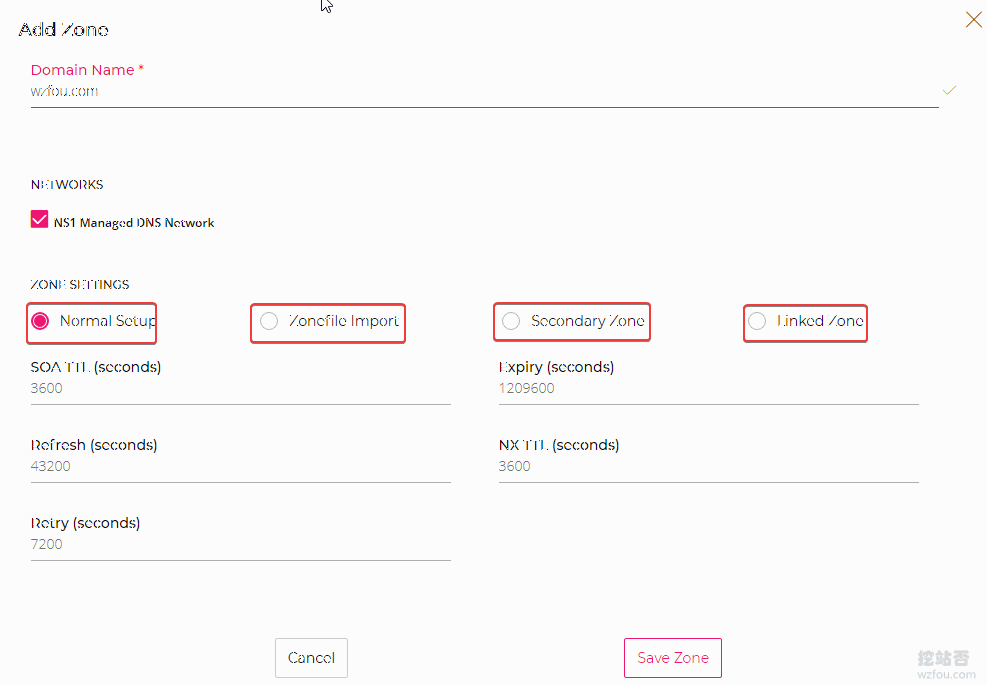 Add Zone
Domain Name *
wzfou.com
NETWORKS
NS1 Managed DNS Network
ZONE SETTINGS
Normal Setup Zonefile Import Secondary Zone Linked Zone
SOA TTL (seconds) Expiry (seconds)
3600 1209600
Refresh (seconds) NX TTL (seconds)
43200 3600
Retry (seconds)
7200
Cancel Save Zone
挖站否
wzfou.com